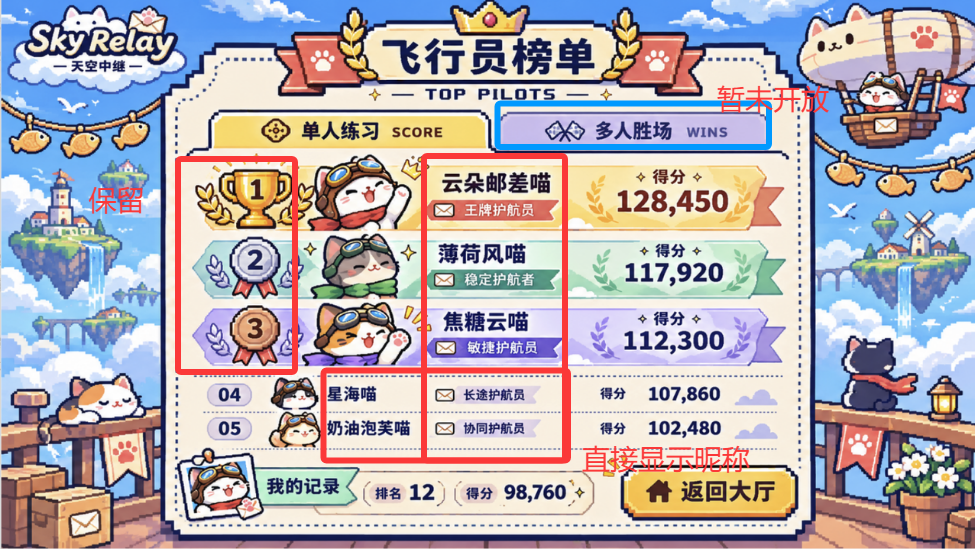 Sky Relay
天空中继
飞行员榜单
TOP PILOTS
暂未开放
单人练习 SCORE
多人胜场 WINS
保留
1
云朵邮差喵
王牌护航员
得分
128,450
2
薄荷风喵
稳定护航者
得分
117,920
3
焦糖云喵
敏捷护航员
得分
112,300
04 星海喵 长途护航员 得分 107,860
05 奶油泡芙喵 协同护航员 得分 102,480
直接显示昵称
我的记录 排名 12 得分 98,760
返回大厅